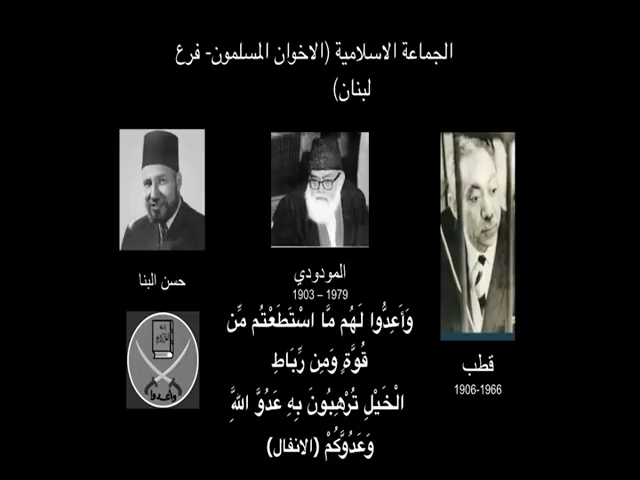 الجماعة الاسلامية (الاخوان المسلمون- فرع
لبنان)
حسن البنا
المودودي
1903 – 1979
قطب
1906-1966
وَأَعِدُّوا لَهُم مَّا اسْتَطَعْتُم مِّن
قُوَّةٍ وَمِن رِّبَاطِ
الْخَيْلِ تُرْهِبُونَ بِهِ عَدُوَّ اللَّهِ
وَعَدُوَّكُمْ (الانفال)
وأعدوا